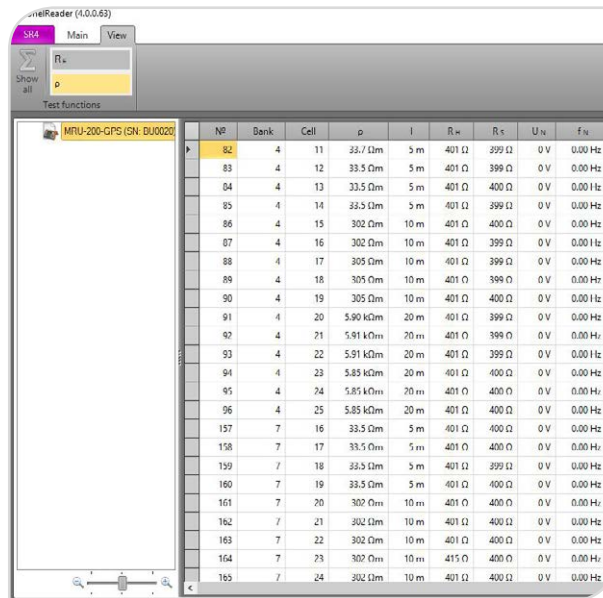 onelReader (4.0.0.63)
SR4 Main View
Show all
R E
ρ
Test functions
MRU-200-GPS (SN: BU0020
Nº Bank Cell ρ l R H R S U N f N
82 4 11 33.7 Ωm 5 m 401 Ω 399 Ω 0 V 0.00 Hz
83 4 12 33.5 Ωm 5 m 401 Ω 399 Ω 0 V 0.00 Hz
84 4 13 33.5 Ωm 5 m 401 Ω 400 Ω 0 V 0.00 Hz
85 4 14 33.5 Ωm 5 m 401 Ω 399 Ω 0 V 0.00 Hz
86 4 15 302 Ωm 10 m 401 Ω 400 Ω 0 V 0.00 Hz
87 4 16 302 Ωm 10 m 401 Ω 399 Ω 0 V 0.00 Hz
88 4 17 305 Ωm 10 m 401 Ω 399 Ω 0 V 0.00 Hz
89 4 18 305 Ωm 10 m 401 Ω 399 Ω 0 V 0.00 Hz
90 4 19 305 Ωm 10 m 401 Ω 400 Ω 0 V 0.00 Hz
91 4 20 5.90 kΩm 20 m 401 Ω 399 Ω 0 V 0.00 Hz
92 4 21 5.91 kΩm 20 m 401 Ω 399 Ω 0 V 0.00 Hz
93 4 22 5.91 kΩm 20 m 401 Ω 399 Ω 0 V 0.00 Hz
94 4 23 5.85 kΩm 20 m 401 Ω 400 Ω 0 V 0.00 Hz
95 4 24 5.85 kΩm 20 m 401 Ω 400 Ω 0 V 0.00 Hz
96 4 25 5.85 kΩm 20 m 401 Ω 400 Ω 0 V 0.00 Hz
157 7 16 33.5 Ωm 5 m 401 Ω 400 Ω 0 V 0.00 Hz
158 7 17 33.5 Ωm 5 m 401 Ω 400 Ω 0 V 0.00 Hz
159 7 18 33.5 Ωm 5 m 401 Ω 399 Ω 0 V 0.00 Hz
160 7 19 33.5 Ωm 5 m 401 Ω 400 Ω 0 V 0.00 Hz
161 7 20 302 Ωm 10 m 401 Ω 400 Ω 0 V 0.00 Hz
162 7 21 302 Ωm 10 m 401 Ω 400 Ω 0 V 0.00 Hz
163 7 22 302 Ωm 10 m 401 Ω 400 Ω 0 V 0.00 Hz
164 7 23 302 Ωm 10 m 415 Ω 400 Ω 0 V 0.00 Hz
165 7 24 302 Ωm 10 m 401 Ω 400 Ω 0 V 0.00 Hz